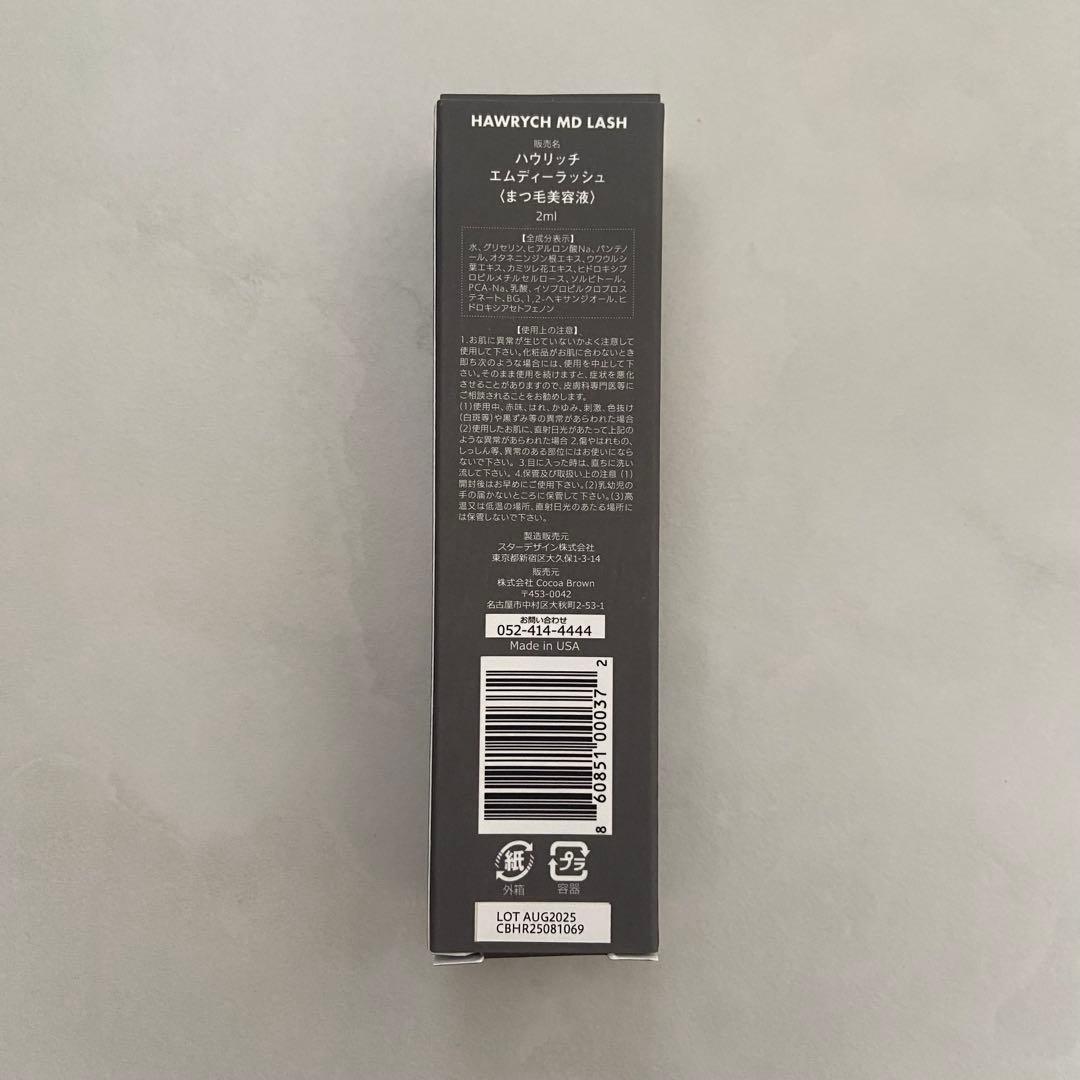 HAWRYCH MD LASH
販売名
ハウリッチ
エムディーラッシュ
〈まつ毛美容液〉
2ml
【全成分表示】
水、グリセリン、ヒアルロン酸Na、パンテノ
ール、オタネニンジン根エキス、ウワウルシ
葉エキス、カミツレ花エキス、ヒドロキシプ
ロピルメチルセルロース、ソルビトール、
PCA-Na、乳酸、イソプロピルクロプロス
テネート、BG、1,2-ヘキサンジオール、ヒ
ドロキシアセトフェノン
【使用上の注意】
1.お肌に異常が生じていないかよく注意して
使用して下さい。化粧品がお肌に合わないとき
即ち次のような場合には、使用を中止して下
さい。そのまま使用を続けますと、症状を悪化
させることがありますので、皮膚科専門医等に
ご相談されることをお勧めします。
(1)使用中、赤味、はれ、かゆみ、刺激、色抜け
(白斑等)や黒ずみ等の異常があらわれた場合
(2)使用したお肌に、直射日光があたって上記の
ような異常があらわれた場合 2.傷やはれもの、
しっしん等、異常のある部位にはお使いになら
ないで下さい。 3.目に入った時は、直ちに洗い
流して下さい。 4.保管及び取扱い上の注意 (1)
開封後はお早めにご使用下さい。(2)乳幼児の
手の届かないところに保管して下さい。(3)高
温又は低温の場所、直射日光のあたる場所に
は保管しないで下さい。
製造販売元
スターデザイン株式会社
東京都新宿区大久保1-3-14
販売元
株式会社 Cocoa Brown
〒453-0042
名古屋市中村区大秋町2-53-1
お問い合わせ
052-414-4444
Made in USA
8 60851 00037 2
紙
外箱
プラ
容器
LOT AUG2025
CBHR25081069